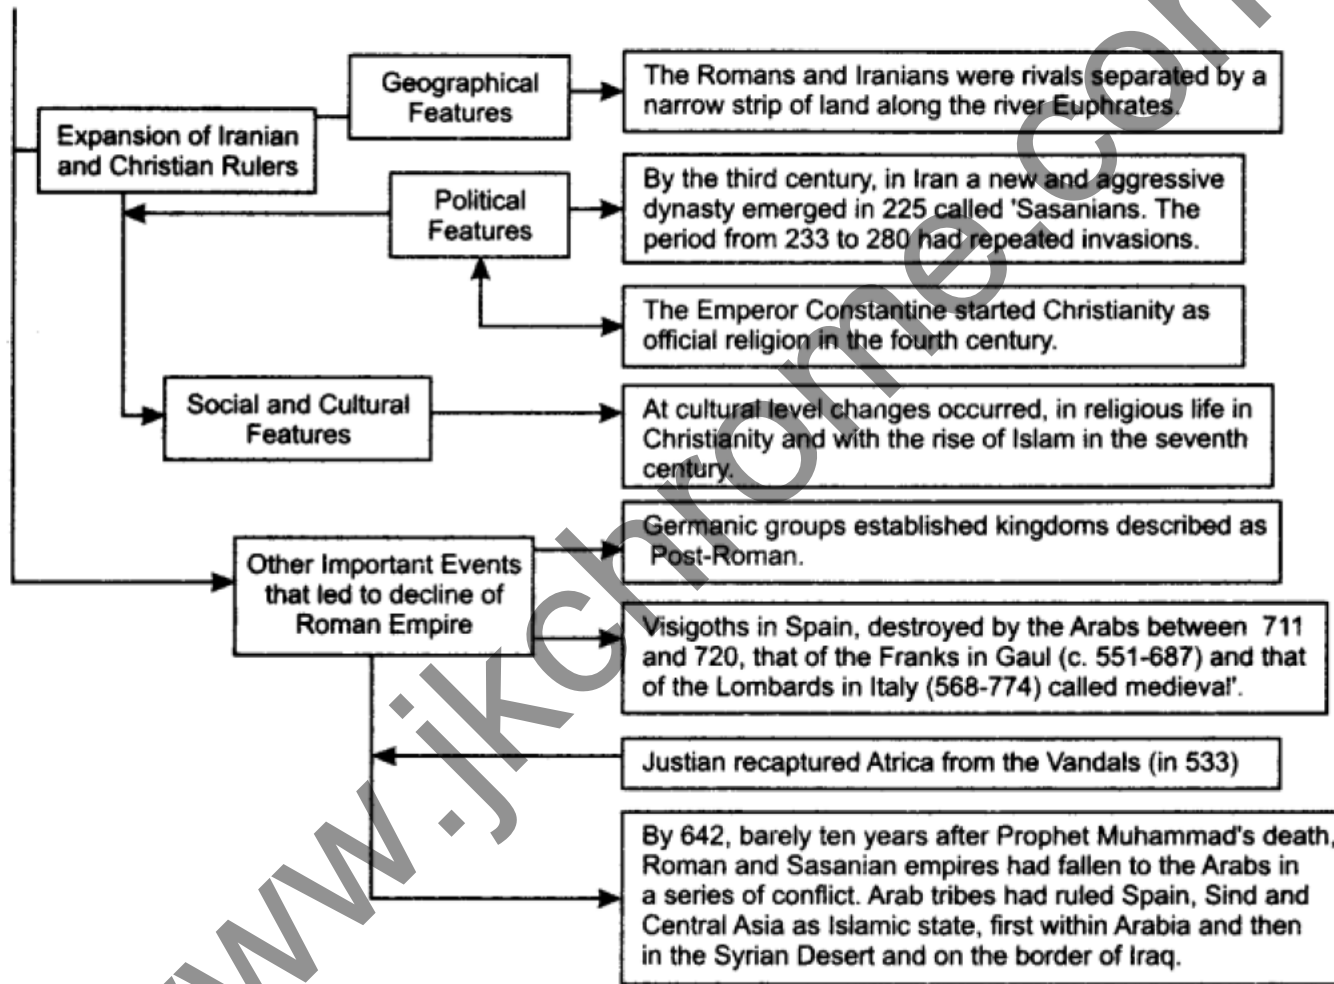 Geographical
Features
The Romans and Iranians were rivals separated by a
narrow strip of land along the river Euphrates.
Expansion of Iranian
and Christian Rulers
Political
Features
By the third century, in Iran a new and aggressive
dynasty emerged in 225 called 'Sasanians. The
period from 233 to 280 had repeated invasions.
The Emperor Constantine started Christianity as
official religion in the fourth century.
Social and Cultural
Features
At cultural level changes occurred, in religious life in
Christianity and with the rise of Islam in the seventh
century.
Other Important Events
that led to decline of
Roman Empire
Germanic groups established kingdoms described as
Post-Roman.
Visigoths in Spain, destroyed by the Arabs between 711
and 720, that of the Franks in Gaul (c. 551-687) and that
of the Lombards in Italy (568-774) called medieval'.
Justian recaptured Atrica from the Vandals (in 533)
By 642, barely ten years after Prophet Muhammad's death,
Roman and Sasanian empires had fallen to the Arabs in
a series of conflict. Arab tribes had ruled Spain, Sind and
Central Asia as Islamic state, first within Arabia and then
in the Syrian Desert and on the border of Iraq.
www.jkchrome.com